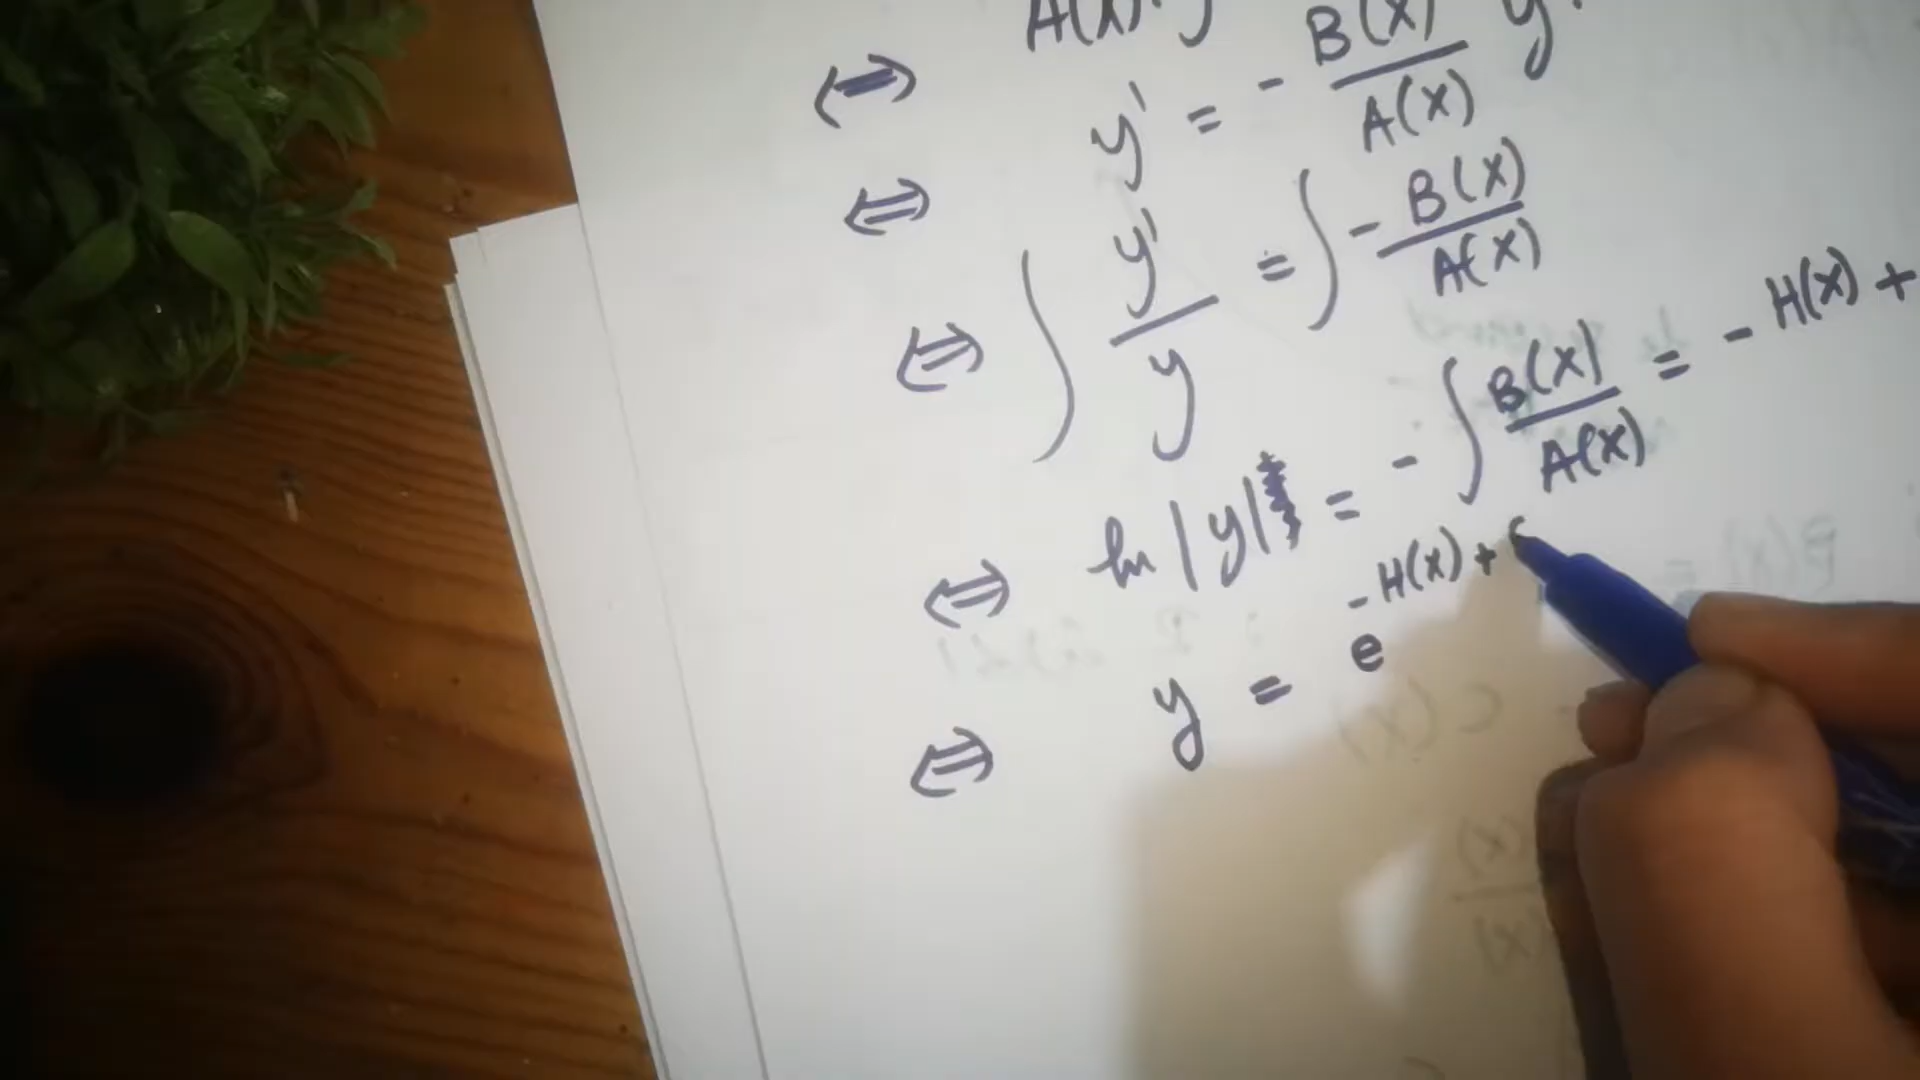 ⇔ A(x) y
⇔ y' = - B(x)/A(x) y
⇔ ∫ y'/y = ∫ - B(x)/A(x)
⇔ ln |y| = - ∫ B(x)/A(x) = - H(x) +
⇔ y = e^{-H(x) +